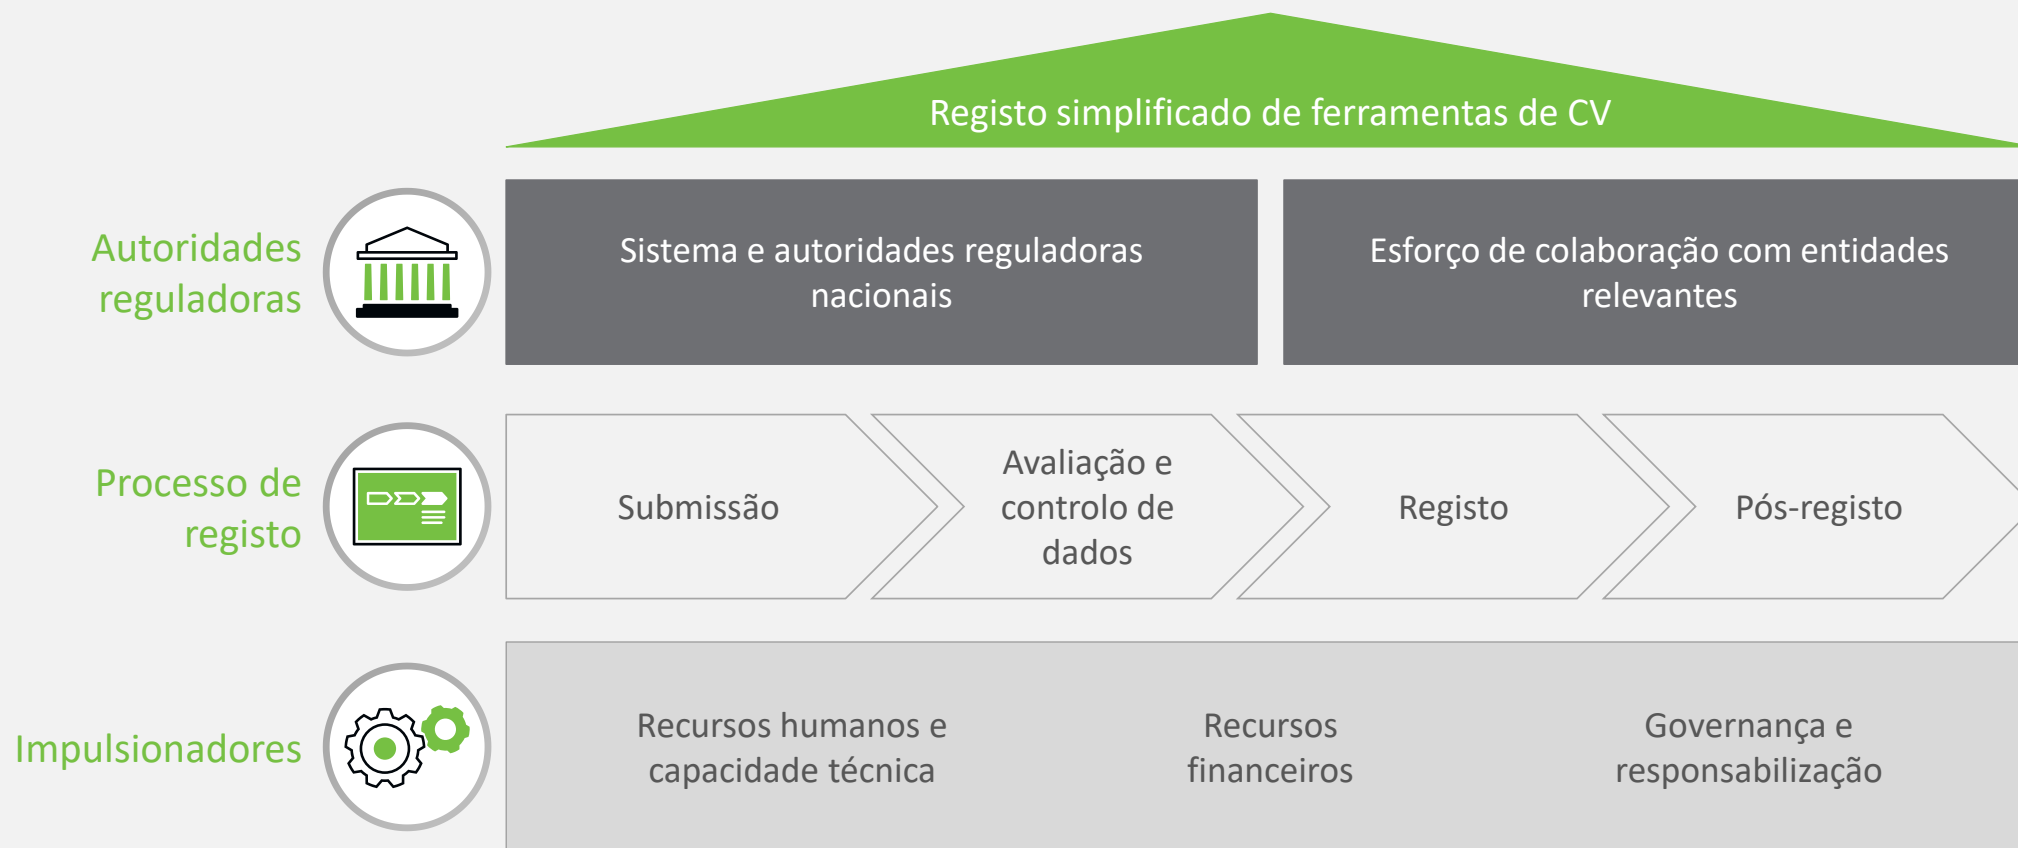 Registo simplificado de ferramentas de CV
Autoridades
reguladoras
Sistema e autoridades reguladoras
nacionais
Esforço de colaboração com entidades
relevantes
Processo de
registo
Submissão
Avaliação e
controlo de
dados
Registo
Pós-registo
Impulsionadores
Recursos humanos e
capacidade técnica
Recursos
financeiros
Governança e
responsabilização